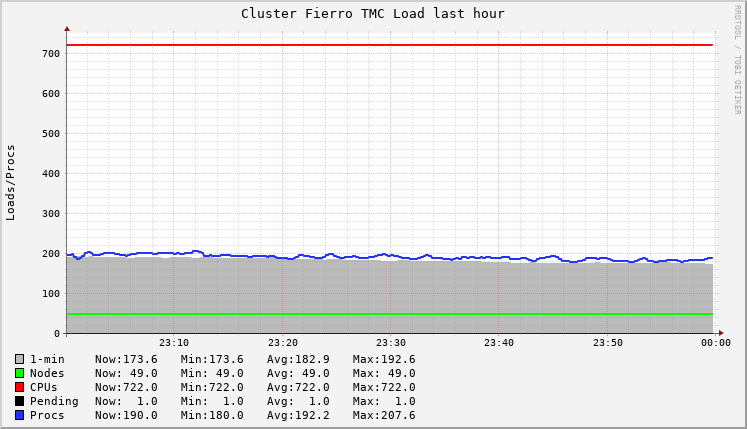 Cluster Fierro TMC Load last hour
RRDTOOL / TOBI OETIKER
Loads/Procs
700
600
500
400
300
200
100
0
23:10 23:20 23:30 23:40 23:50 00:00
1-min Now:173.6 Min:173.6 Avg:182.9 Max:192.6
Nodes Now: 49.0 Min: 49.0 Avg: 49.0 Max: 49.0
CPUs Now:722.0 Min:722.0 Avg:722.0 Max:722.0
Pending Now: 1.0 Min: 1.0 Avg: 1.0 Max: 1.0
Procs Now:190.0 Min:180.0 Avg:192.2 Max:207.6